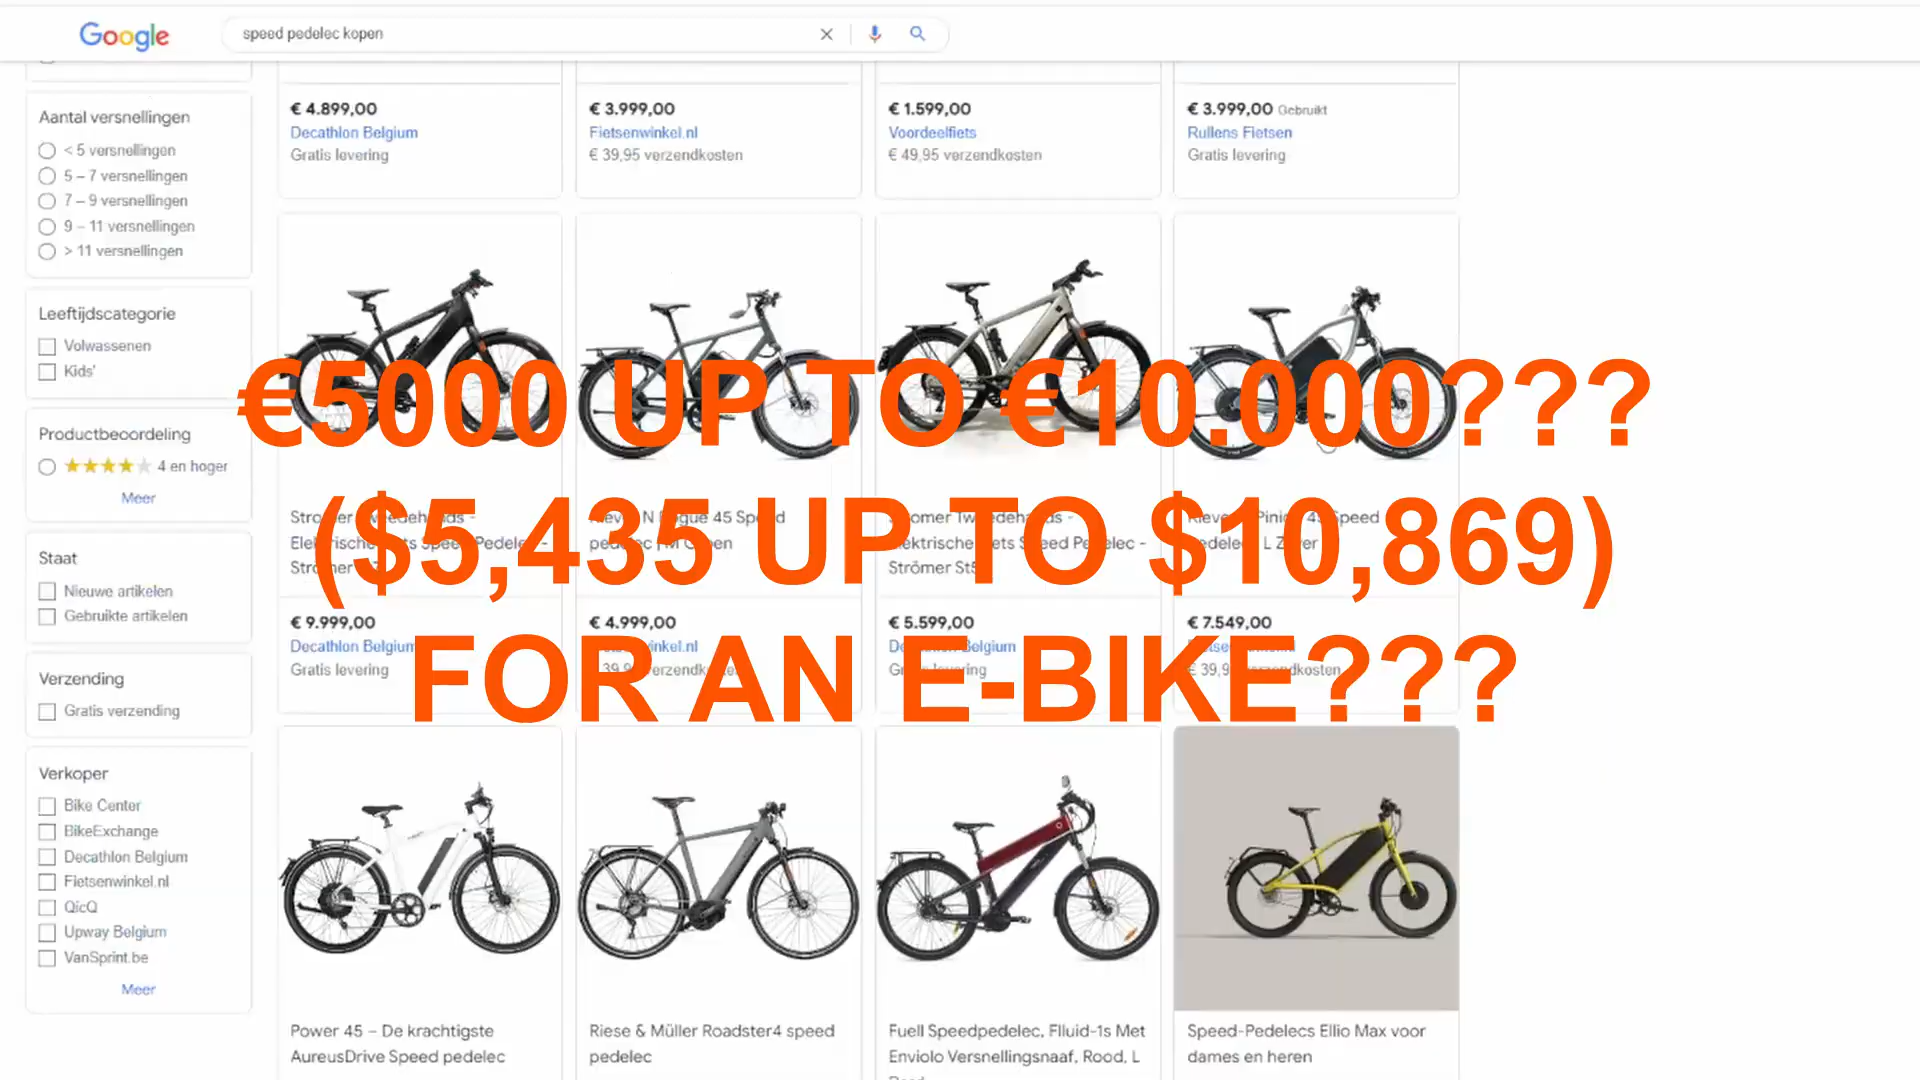 Google
speed pedelec kopen
€ 4.899,00
Decathlon Belgium
Gratis levering
€ 3.999,00
Fietsenwinkel.nl
€ 39,95 verzendkosten
€ 1.599,00
Voordeelfiets
€ 49,95 verzendkosten
€ 3.999,00 Gebruikt
Rullens Fietsen
Gratis levering
Aantal versnellingen
< 5 versnellingen
5 – 7 versnellingen
7 – 9 versnellingen
9 – 11 versnellingen
> 11 versnellingen
Leeftijdscategorie
Volwassenen
Kids'
Productbeoordeling
4 en hoger
Meer
Staat
Nieuwe artikelen
Gebruikte artikelen
Verzending
Gratis verzending
Verkoper
Bike Center
BikeExchange
Decathlon Belgium
Fietsenwinkel.nl
QicQ
Upway Belgium
VanSprint.be
Meer
€5000 UP TO €10.000???
($5,435 UP TO $10,869)
FOR AN E-BIKE???
€ 9.999,00
Decathlon Belgium
Gratis levering
€ 4.999,00
€ 5.599,00
€ 7.549,00
Power 45 – De krachtigste
AureusDrive Speed pedelec
Riese & Müller Roadster4 speed
pedelec
Fuell Speedpedelec, Flluid-1s Met
Enviolo Versnellingsnaaf, Rood, L
Speed-Pedelecs Ellio Max voor
dames en heren